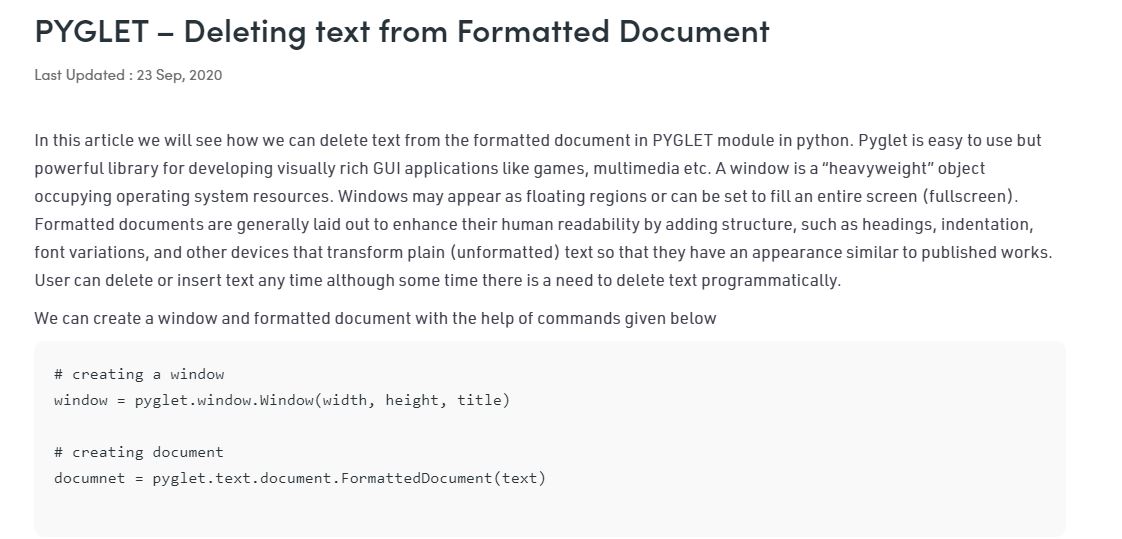 PYGLET – Deleting text from Formatted Document
Last Updated : 23 Sep, 2020
In this article we will see how we can delete text from the formatted document in PYGLET module in python. Pyglet is easy to use but
powerful library for developing visually rich GUI applications like games, multimedia etc. A window is a “heavyweight” object
occupying operating system resources. Windows may appear as floating regions or can be set to fill an entire screen (fullscreen).
Formatted documents are generally laid out to enhance their human readability by adding structure, such as headings, indentation,
font variations, and other devices that transform plain (unformatted) text so that they have an appearance similar to published works.
User can delete or insert text any time although some time there is a need to delete text programmatically.
We can create a window and formatted document with the help of commands given below
# creating a window
window = pyglet.window.Window(width, height, title)
# creating document
documnet = pyglet.text.document.FormattedDocument(text)